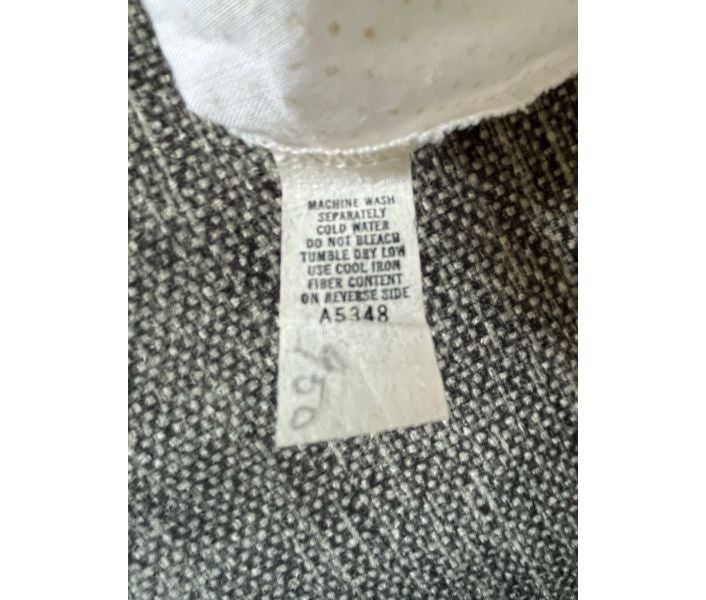 MACHINE WASH
SEPARATELY
COLD WATER
DO NOT BLEACH
TUMBLE DRY LOW
USE COOL IRON
FIBER CONTENT
ON REVERSE SIDE
A5348
950